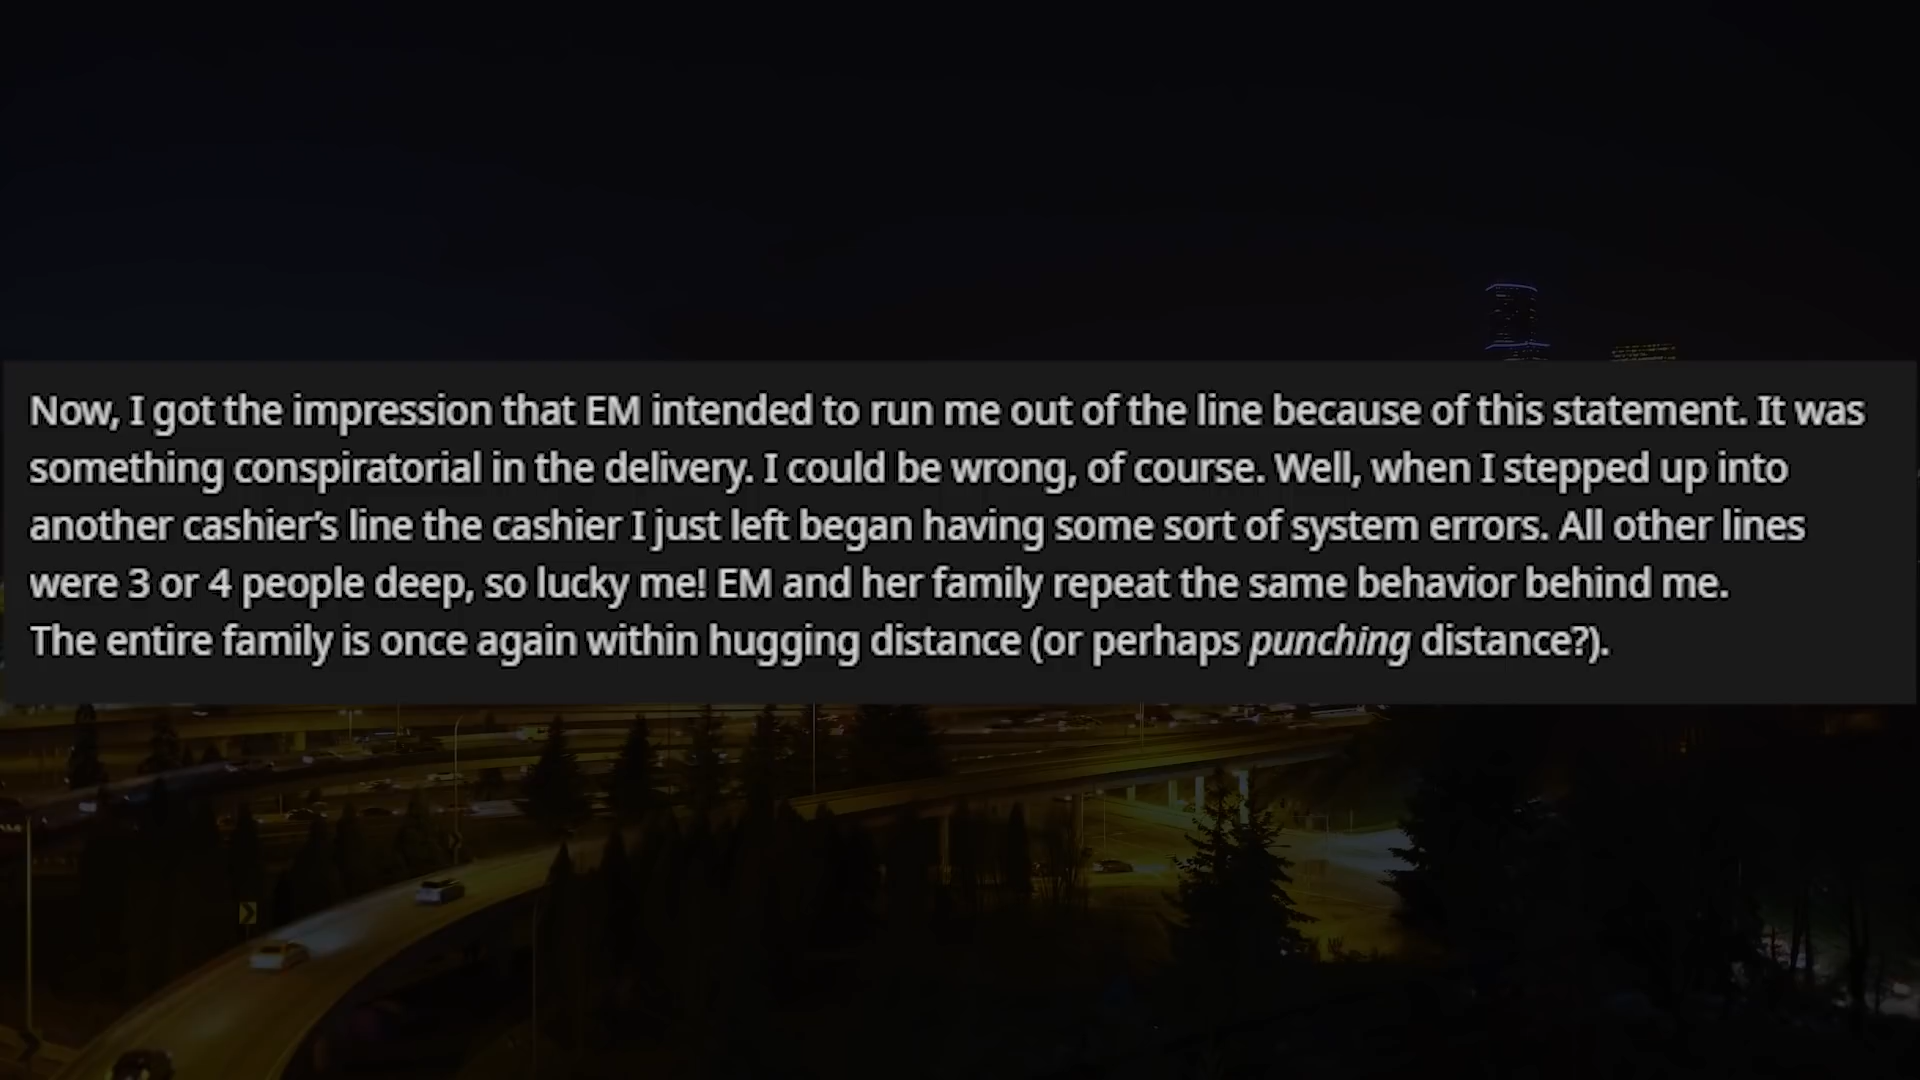 Now, I got the impression that EM intended to run me out of the line because of this statement. It was
something conspiratorial in the delivery. I could be wrong, of course. Well, when I stepped up into
another cashier’s line the cashier I just left began having some sort of system errors. All other lines
were 3 or 4 people deep, so lucky me! EM and her family repeat the same behavior behind me.
The entire family is once again within hugging distance (or perhaps punching distance?).